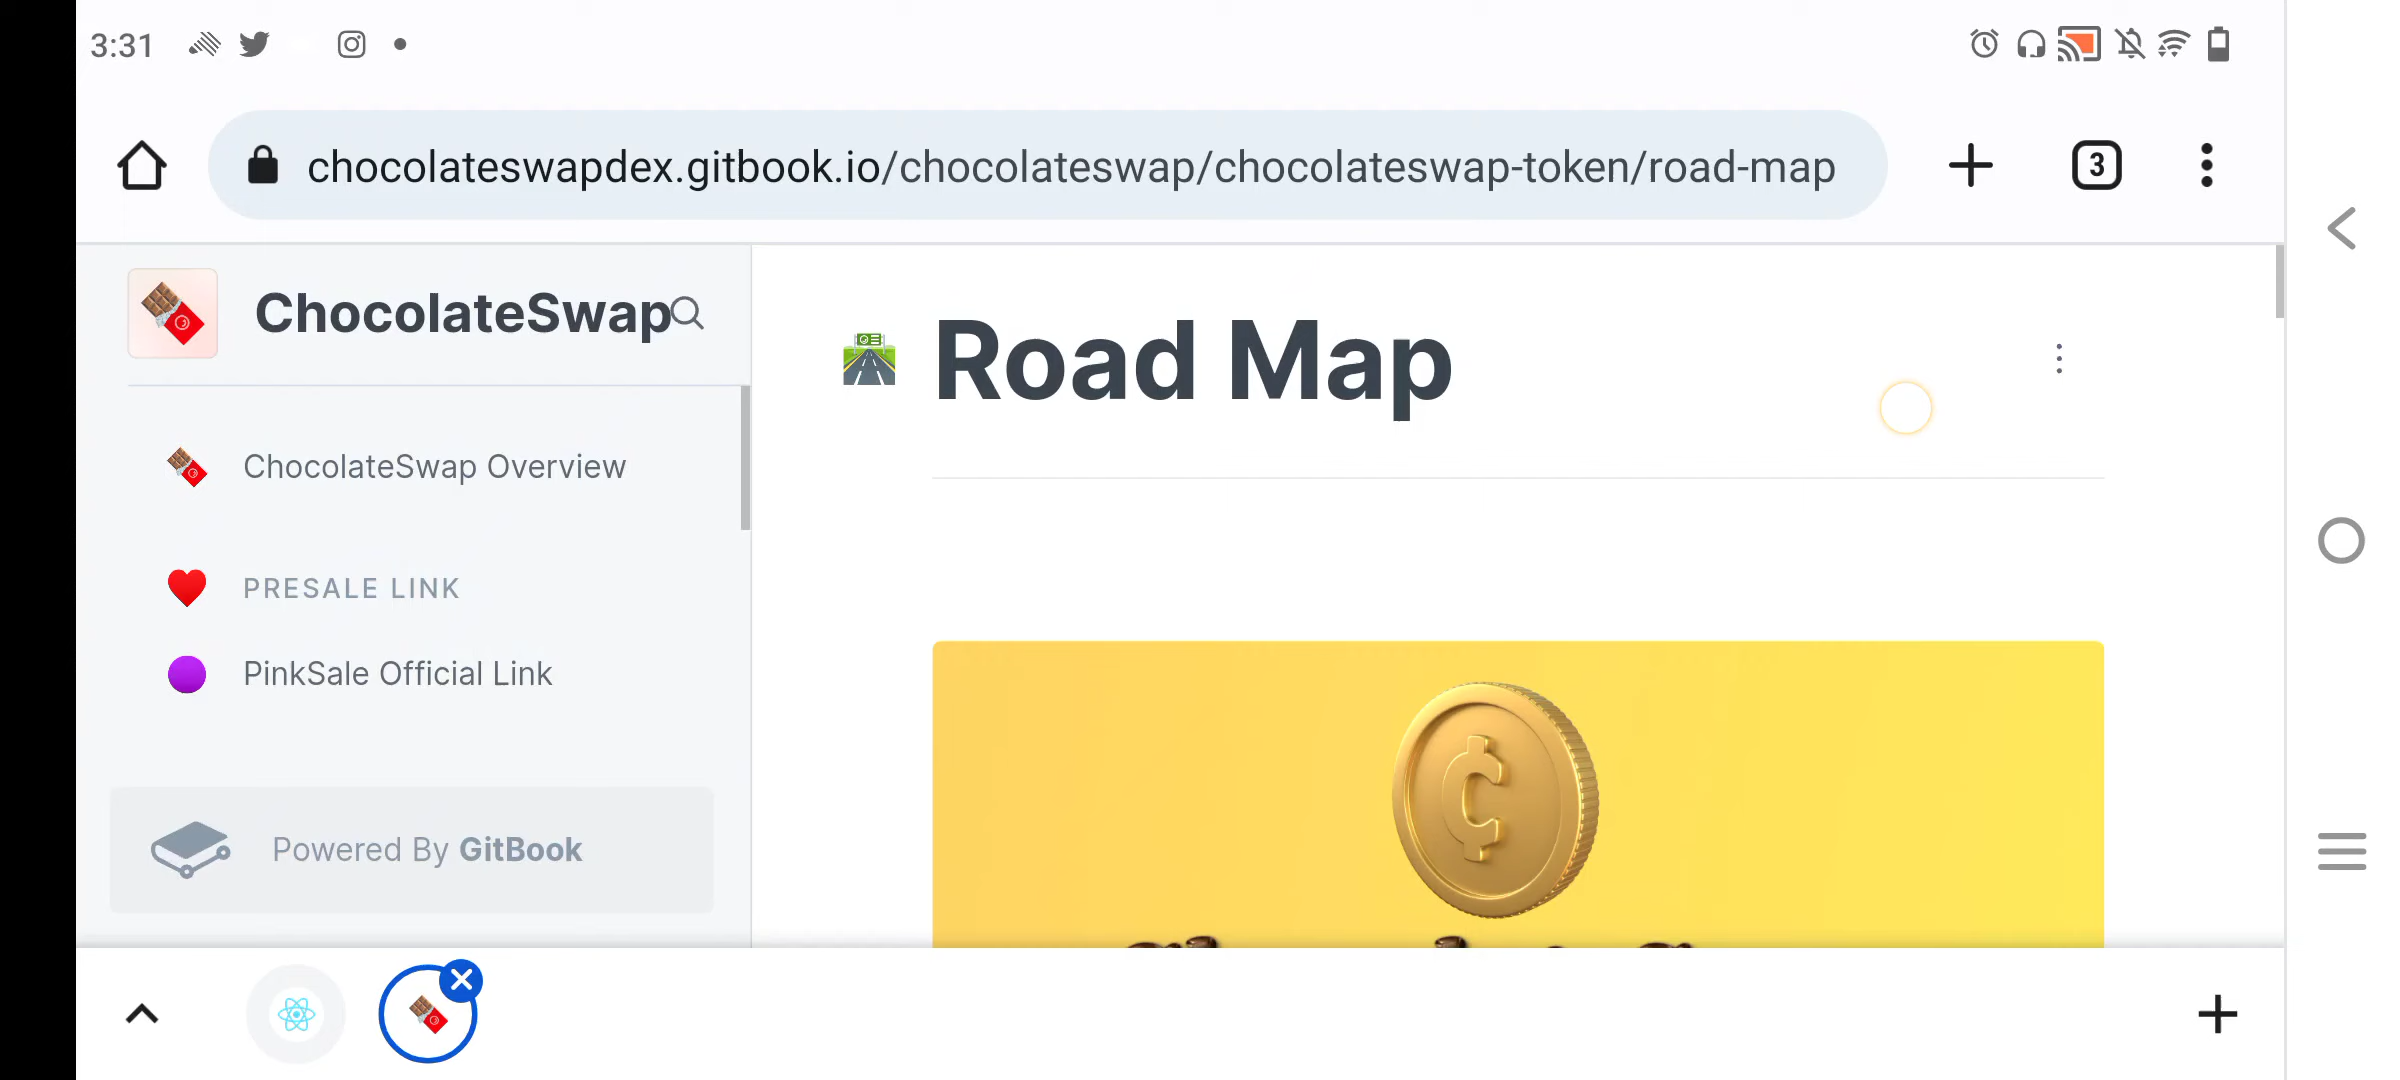 3:31
chocolateswapdex.gitbook.io/chocolateswap/chocolateswap-token/road-map
3
ChocolateSwap
Road Map
ChocolateSwap Overview
PRESALE LINK
PinkSale Official Link
Powered By GitBook